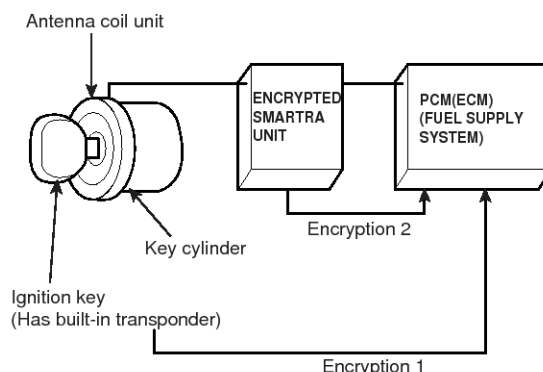 Antenna coil unit
ENCRYPTED
SMARTRA
UNIT
PCM(ECM)
(FUEL SUPPLY
SYSTEM)
Encryption 2
Key cylinder
Ignition key
(Has built-in transponder)
Encryption 1